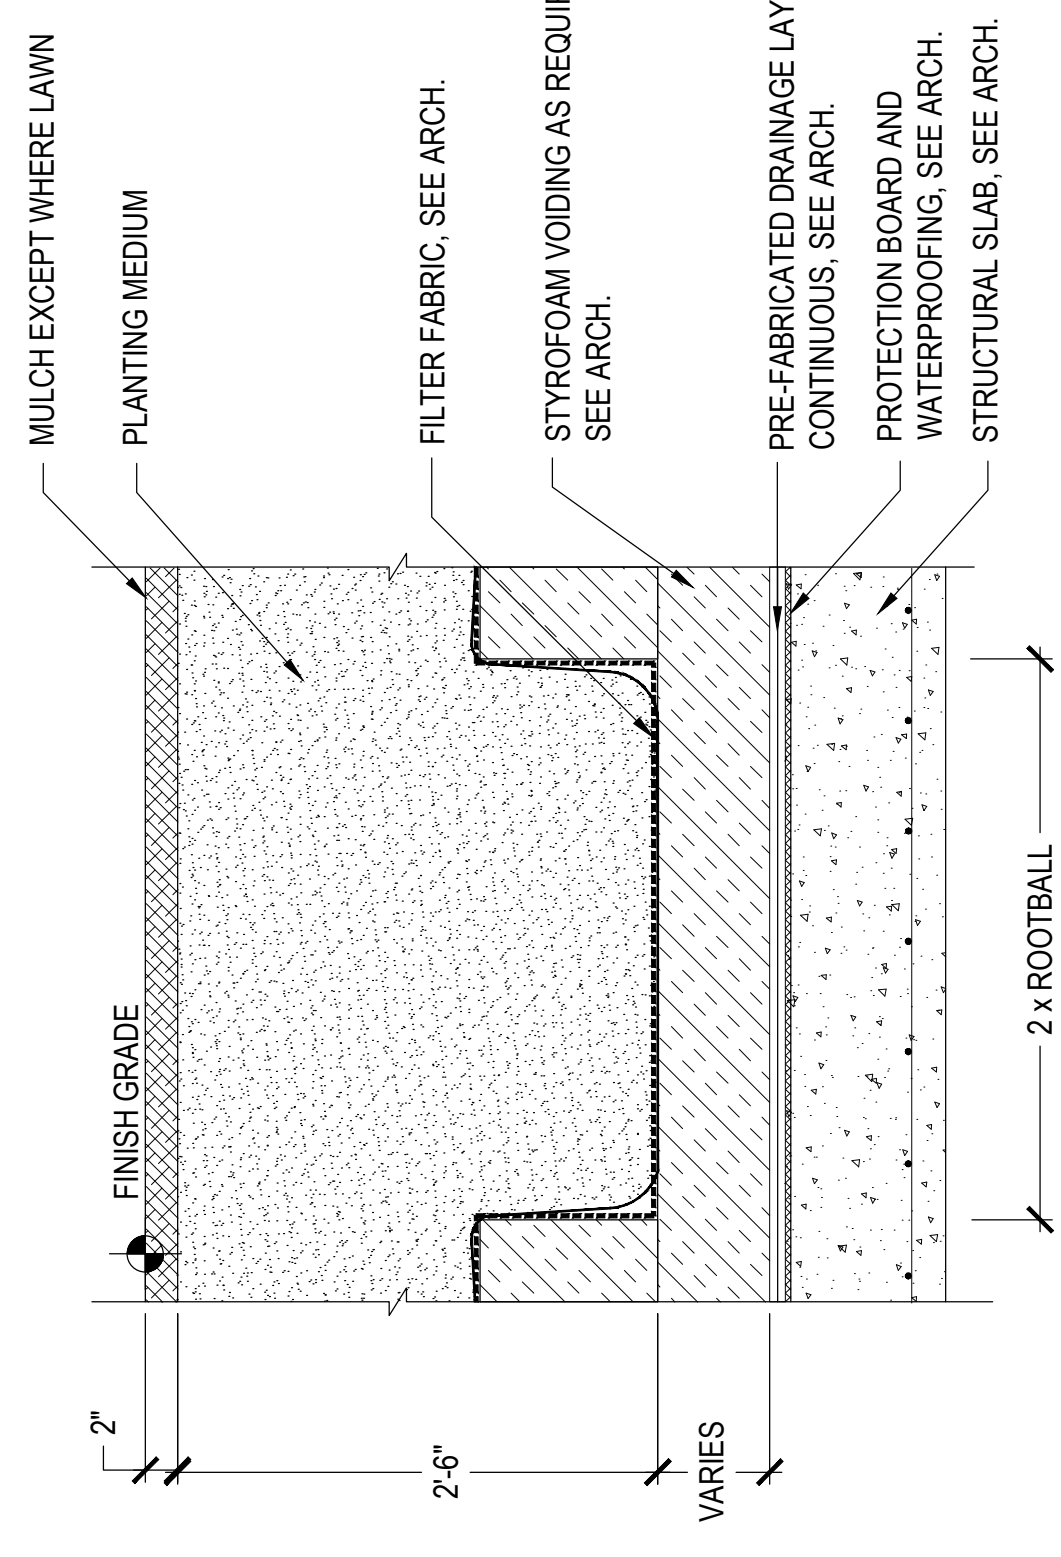 MULCH EXCEPT WHERE LAWN
PLANTING MEDIUM
FILTER FABRIC, SEE ARCH.
STYROFOAM VOIDING AS
SEE ARCH.
PRE-FABRICATED DRAINAGE
CONTINUOUS, SEE ARCH.
PROTECTION BOARD AND
WATERPROOFING, SEE ARCH.
STRUCTURAL SLAB, SEE ARCH.
FINISH GRADE
2"
2'-6"
VARIES
2 x ROOTBALL